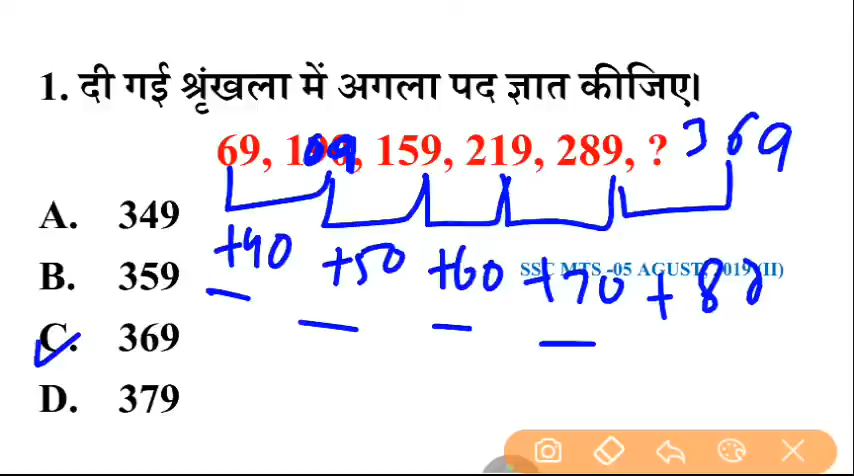 1. दी गई श्रृंखला में अगला पद ज्ञात कीजिए।
69, 109, 159, 219, 289, ? 369
A. 349
+40 +50 +60 +70 +80
B. 359 SSC MTS -05 AGUST, 2019 (II)
C. 369
D. 379